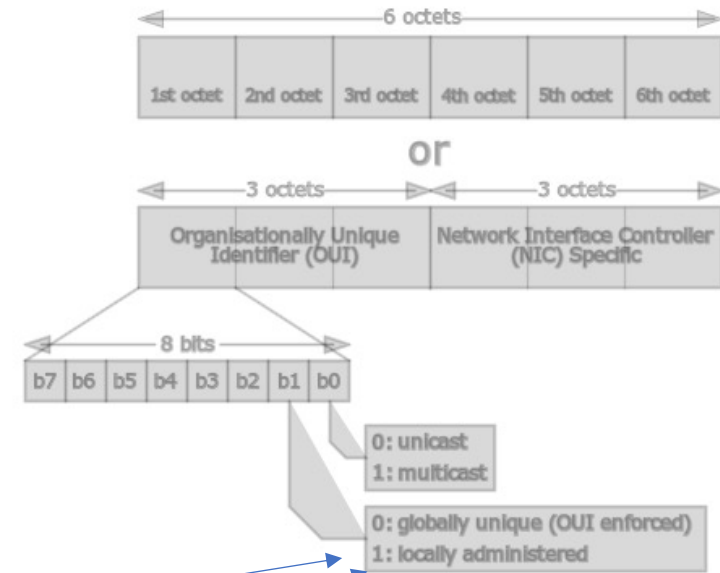 6 octets
1st octet 2nd octet 3rd octet 4th octet 5th octet 6th octet
or
3 octets 3 octets
Organisationally Unique Identifier (OUI)
Network Interface Controller (NIC) Specific
8 bits
b7 b6 b5 b4 b3 b2 b1 b0
0: unicast
1: multicast
0: globally unique (OUI enforced)
1: locally administered